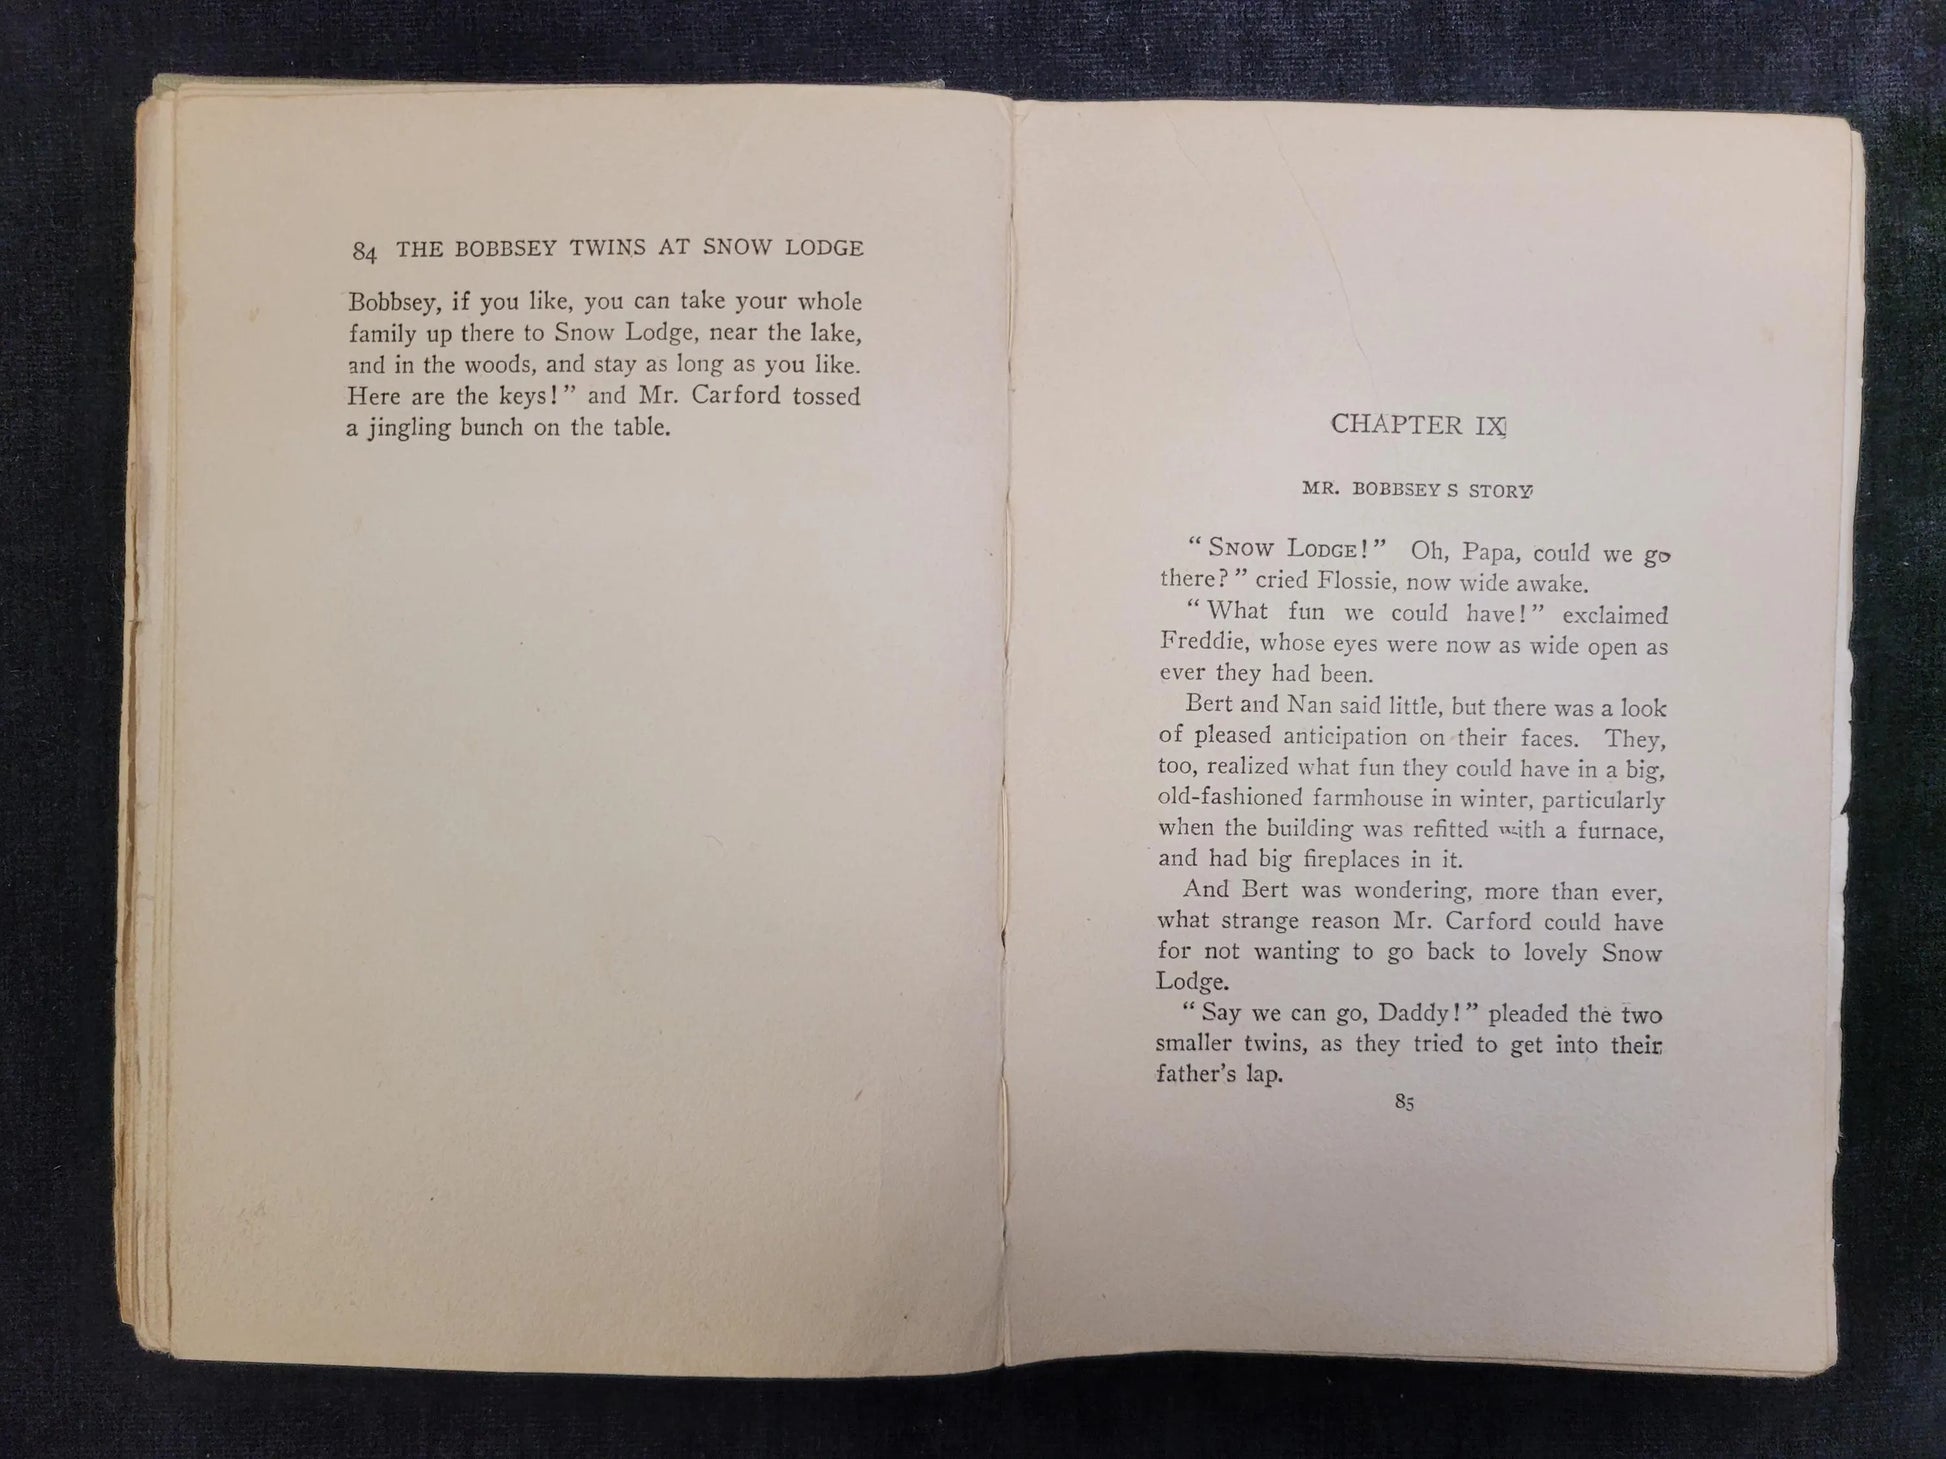 84 THE BOBBSEY TWINS AT SNOW LODGE
Bobbsey, if you like, you can take your whole
family up there to Snow Lodge, near the lake,
and in the woods, and stay as long as you like.
Here are the keys!” and Mr. Carford tossed
a jingling bunch on the table.
CHAPTER IX
MR. BOBBSEY S STORY
“Snow Lodge!” Oh, Papa, could we go
there?” cried Flossie, now wide awake.
“What fun we could have!” exclaimed
Freddie, whose eyes were now as wide open as
ever they had been.
Bert and Nan said little, but there was a look
of pleased anticipation on their faces. They,
too, realized what fun they could have in a big,
old-fashioned farmhouse in winter, particularly
when the building was refitted with a furnace,
and had big fireplaces in it.
And Bert was wondering, more than ever,
what strange reason Mr. Carford could have
for not wanting to go back to lovely Snow
Lodge.
“Say we can go, Daddy!” pleaded the two
smaller twins, as they tried to get into their
father’s lap.
85